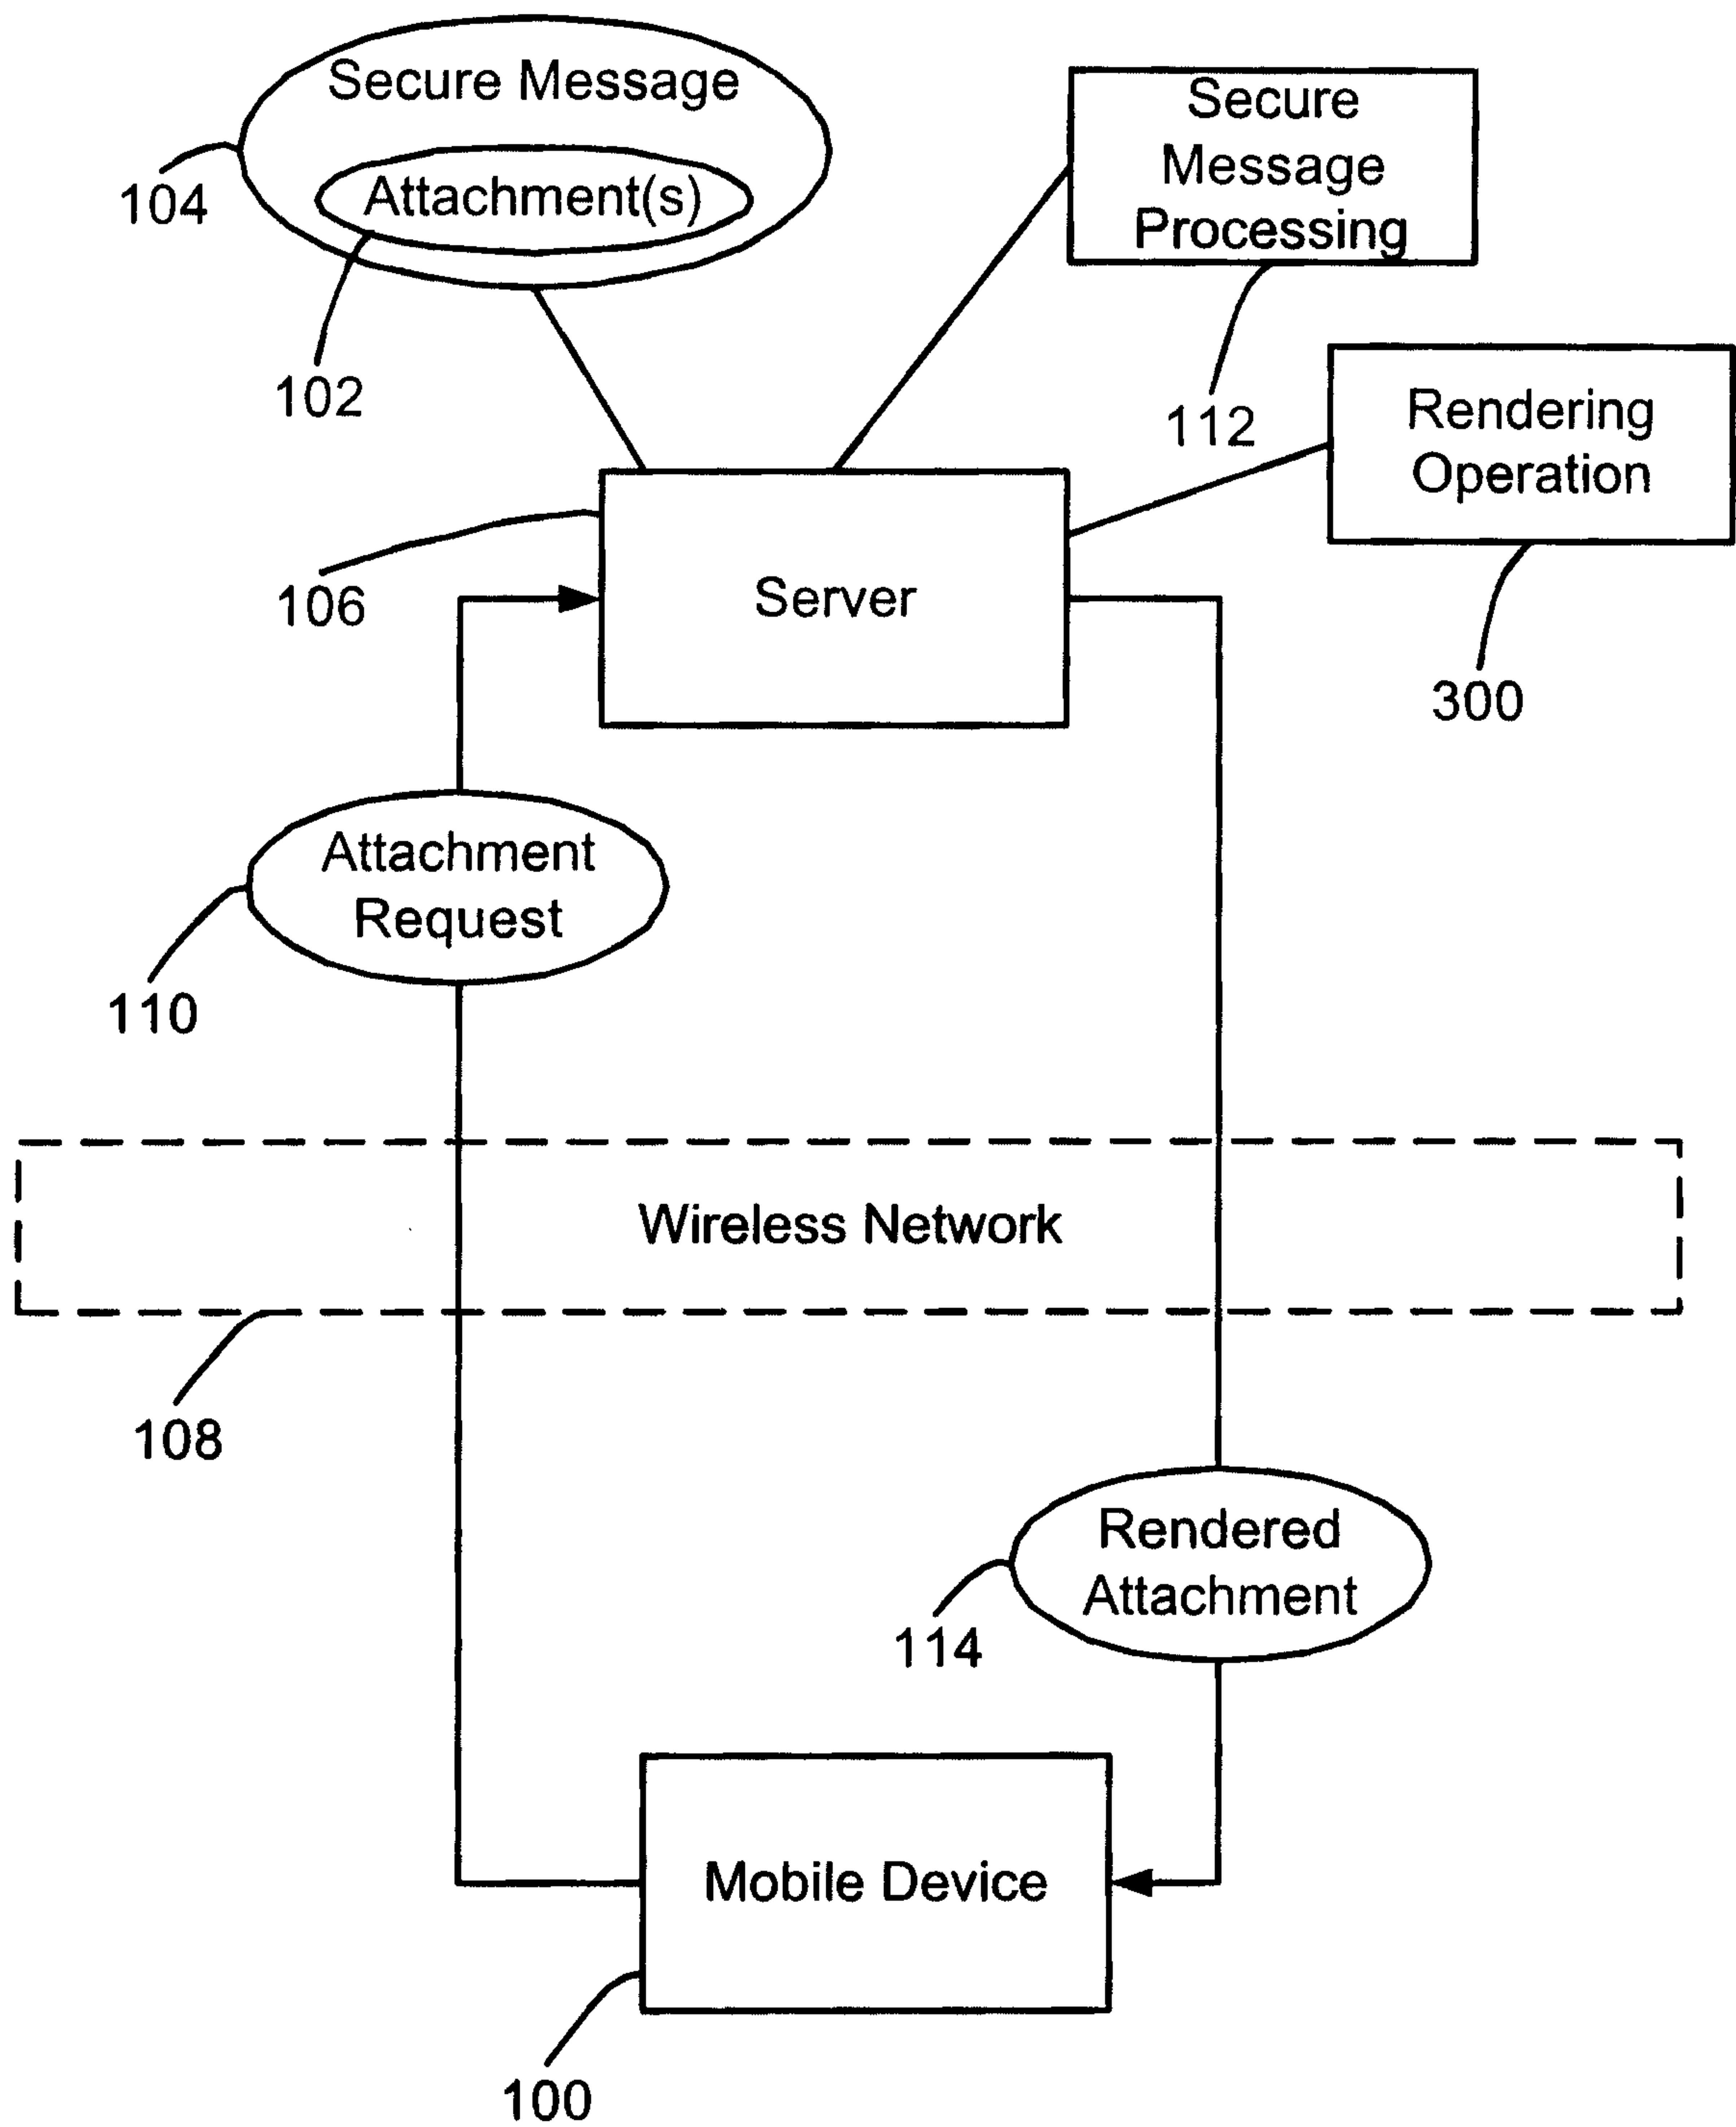 Secure Message
Attachment(s)
104
102
Secure
Message
Processing
112
Rendering
Operation
300
106
Server
Attachment
Request
110
Wireless Network
108
Rendered
Attachment
114
Mobile Device
100